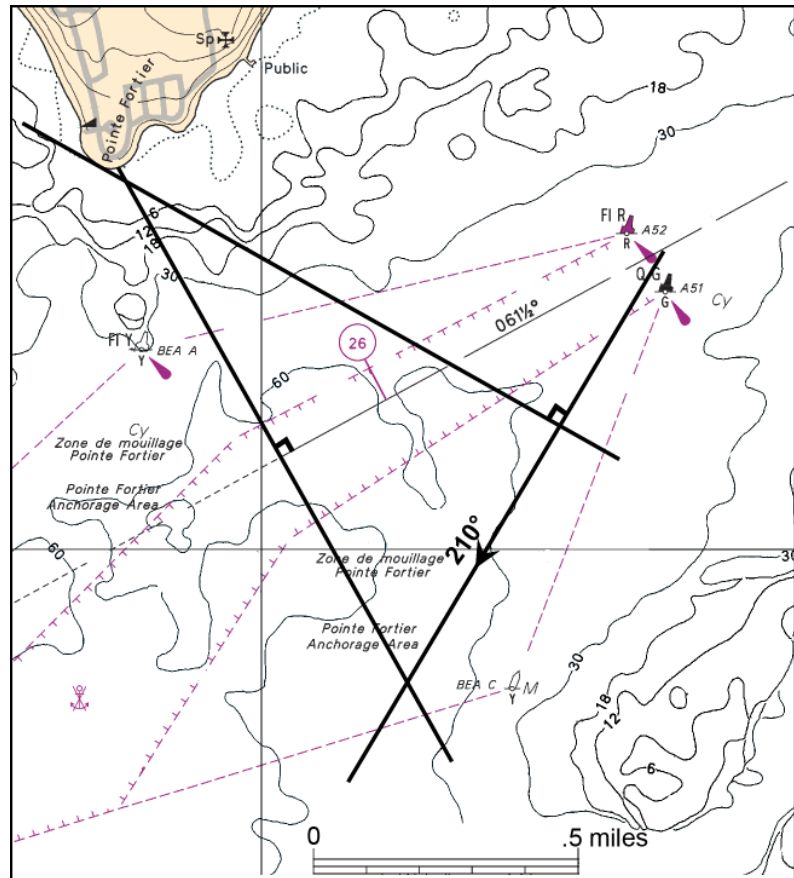 Sp
Public
Pointe Fortier
18
30
6
12
18
30
Fl R
A52
R
Q G
A51
G
Cy
061½°
26
Fl Y
BEA A
Y
60
Cy
Zone de mouillage
Pointe Fortier
Pointe Fortier
Anchorage Area
60
210°
30
Zone de mouillage
Pointe Fortier
Pointe Fortier
Anchorage Area
BEA C
M
Y
30
18
12
6
0
.5 miles